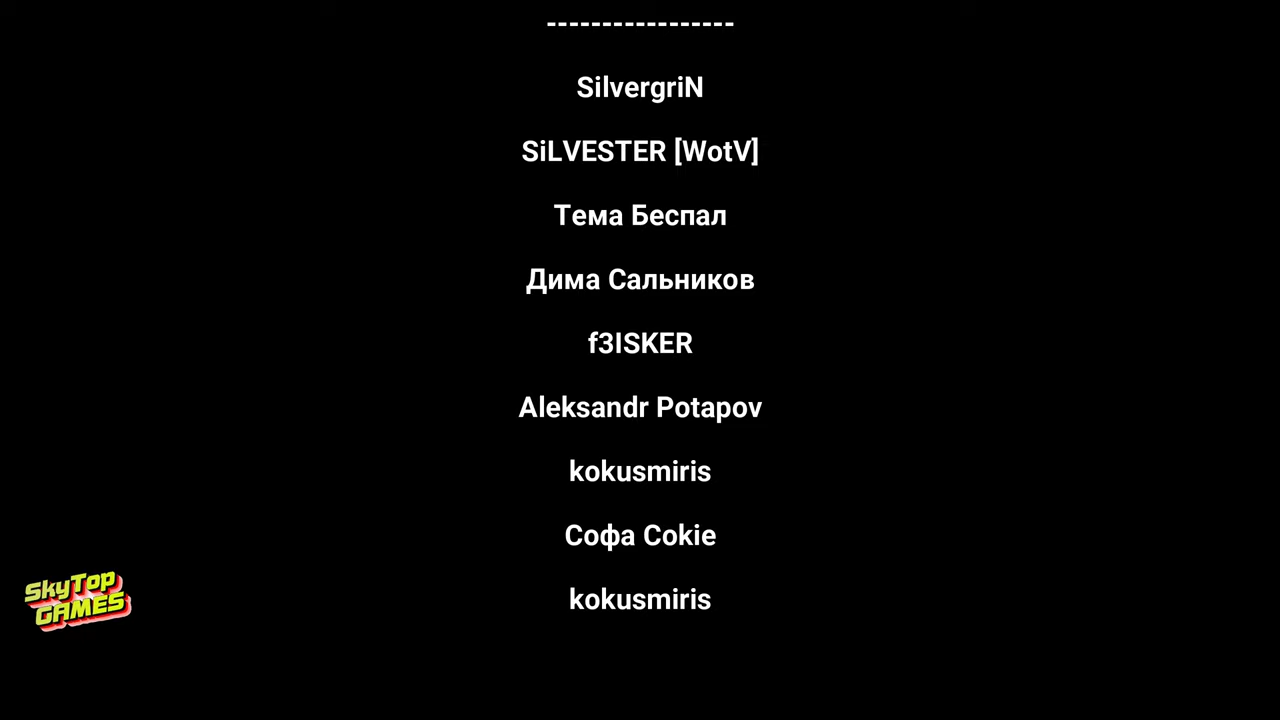 -----------------
SilvergriN
SiLVESTER [WotV]
Тема Беспал
Дима Сальников
f3ISKER
Aleksandr Potapov
kokusmiris
Софа Cokie
kokusmiris
SkyTop
GAMES